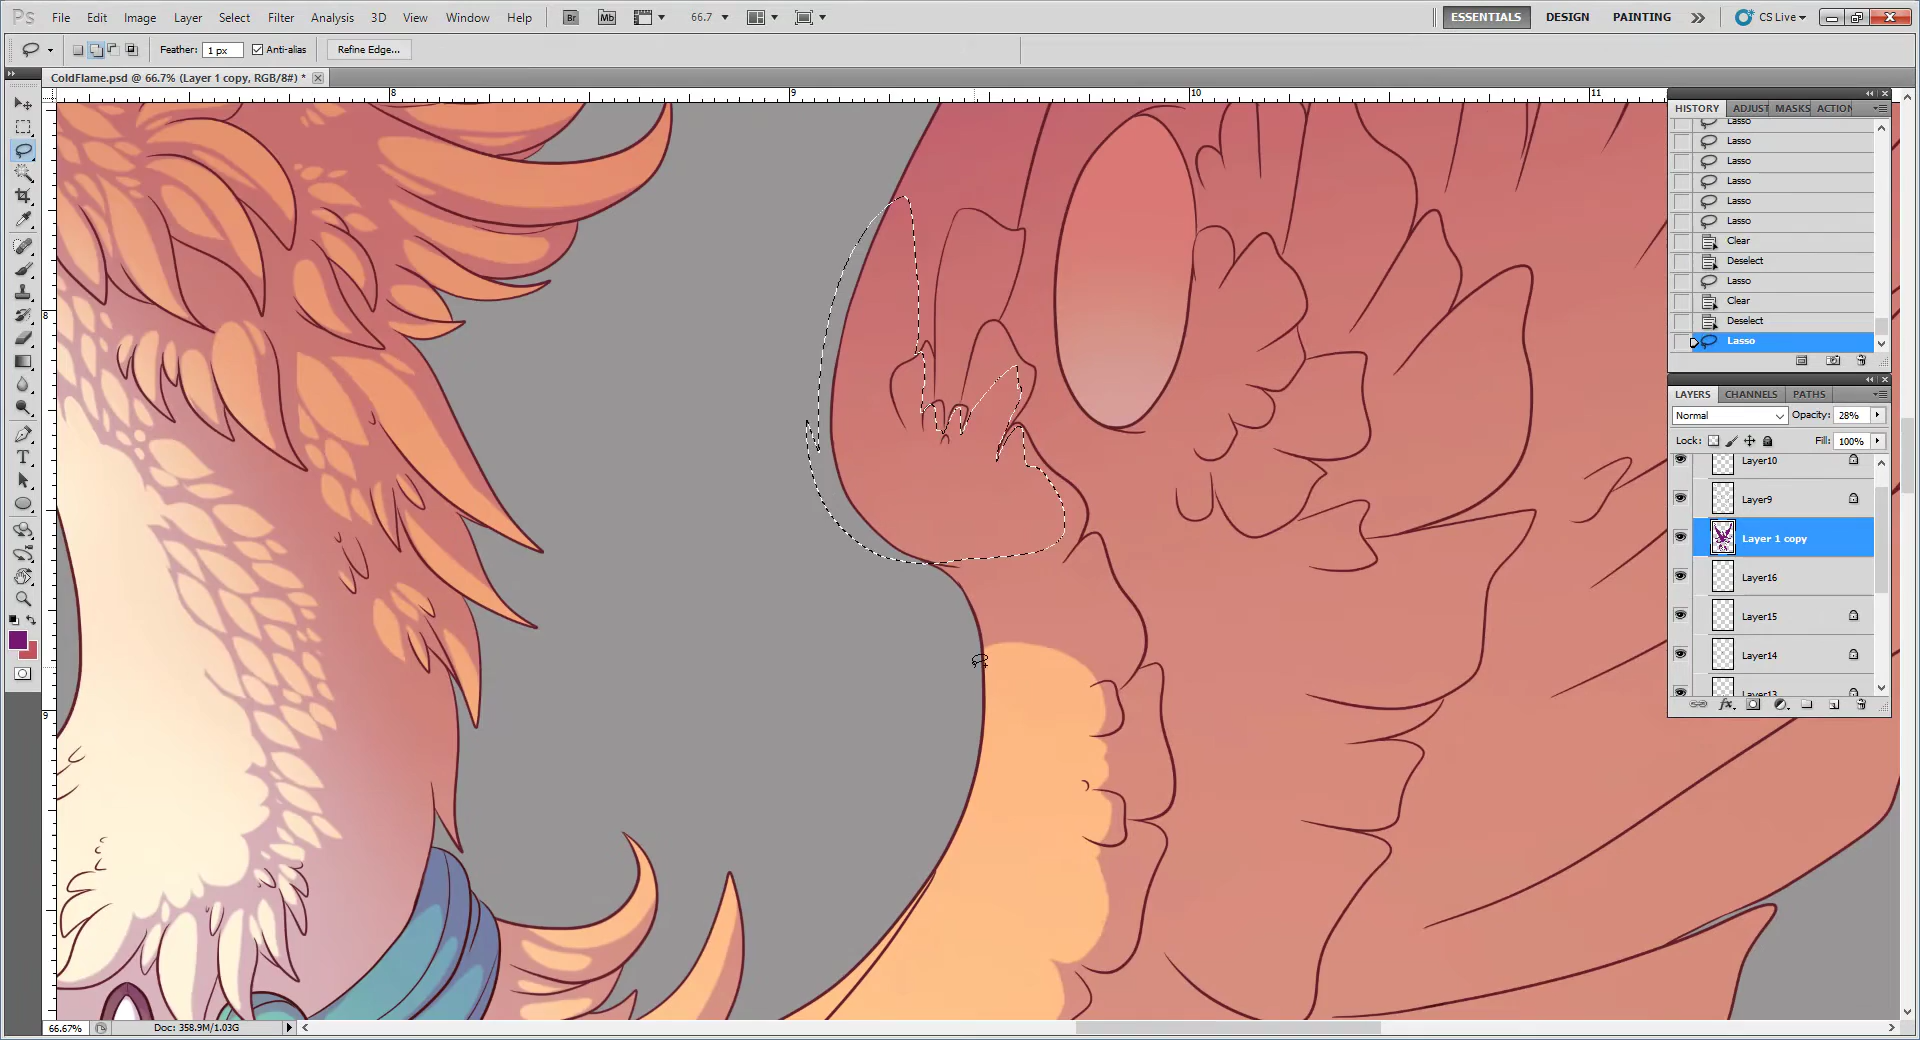 Ps File Edit Image Layer Select Filter Analysis 3D View Window Help Br Mb 66.7 ESSENTIALS DESIGN PAINTING CS Live
Feather: 1 px Anti-alias Refine Edge...
ColdFlame.psd @ 66.7% (Layer 1 copy, RGB/8#) *
8 9 10 11
8
9
HISTORY ADJUST MASKS ACTION
Lasso
Lasso
Lasso
Lasso
Lasso
Lasso
Clear
Deselect
Lasso
Clear
Deselect
Lasso
LAYERS CHANNELS PATHS
Normal Opacity: 28%
Lock: Fill: 100%
Layer10
Layer9
Layer 1 copy
Layer16
Layer15
Layer14
Layer13
66.67% Doc: 358.9M/1.03G